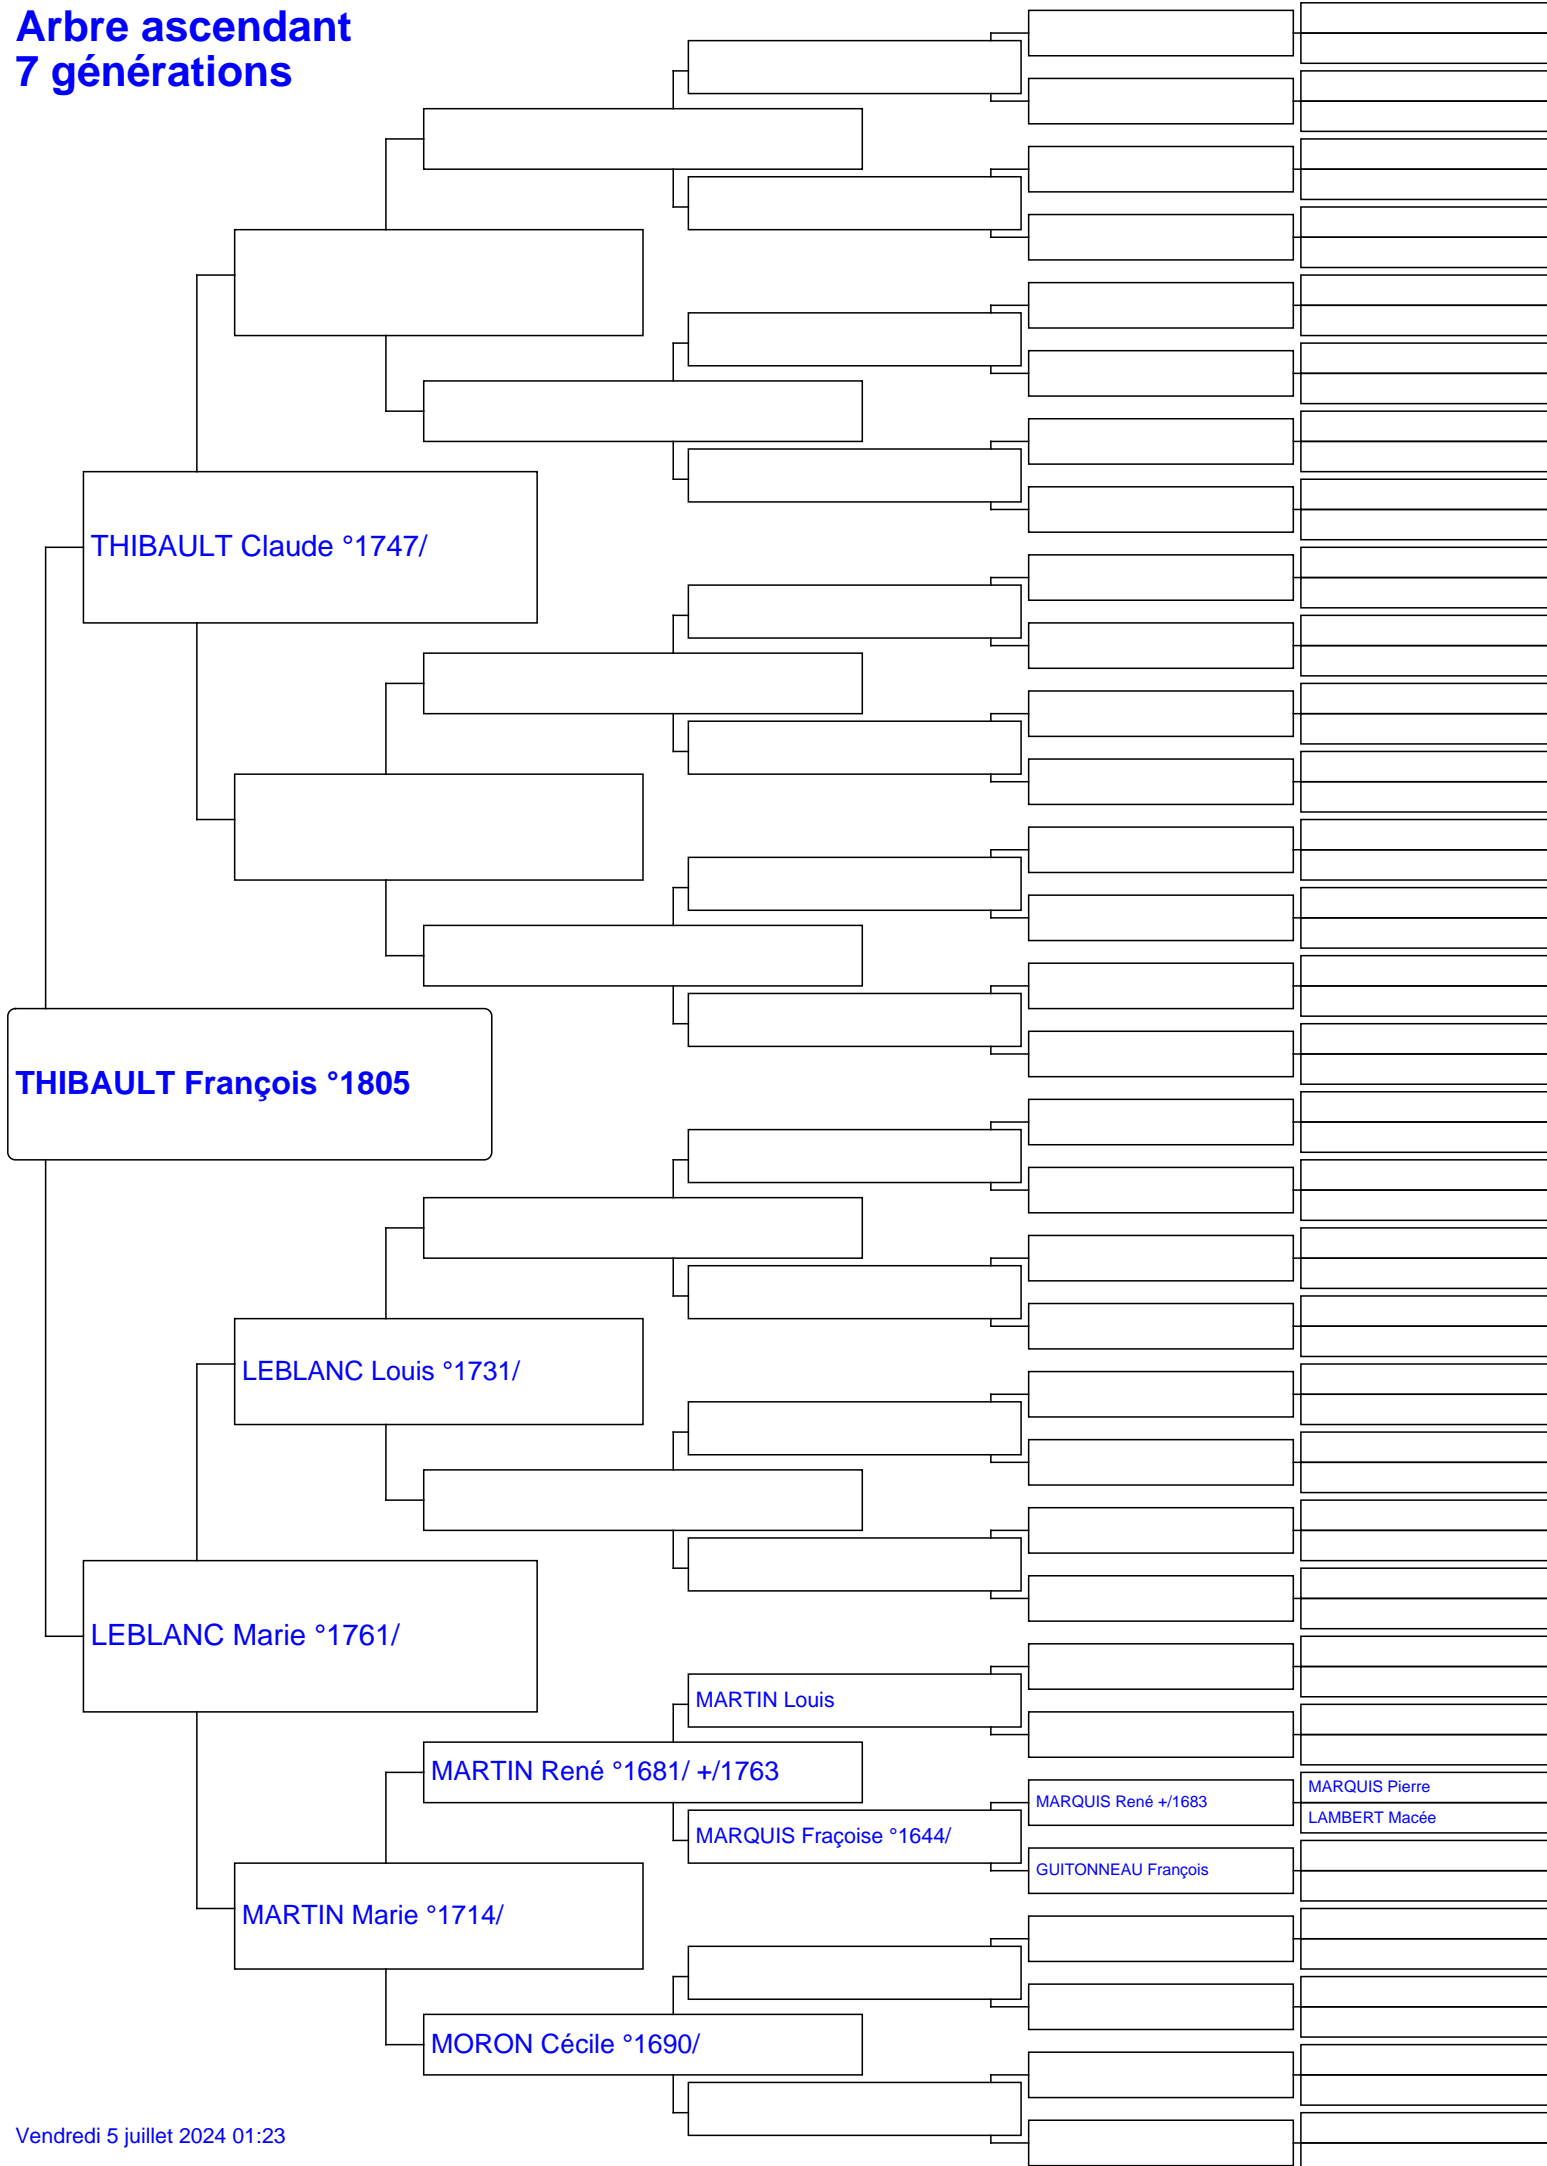 Arbre ascendant
7 générations
THIBAULT Claude °1747/
THIBAULT François °1805
LEBLANC Louis °1731/
LEBLANC Marie °1761/
MARTIN Louis
MARTIN René °1681/ +/1763
MARQUIS Pierre
MARQUIS René +/1683
LAMBERT Macée
MARQUIS Fraçoise °1644/
GUITONNEAU François
MARTIN Marie °1714/
MORON Cécile °1690/
Vendredi 5 juillet 2024 01:23